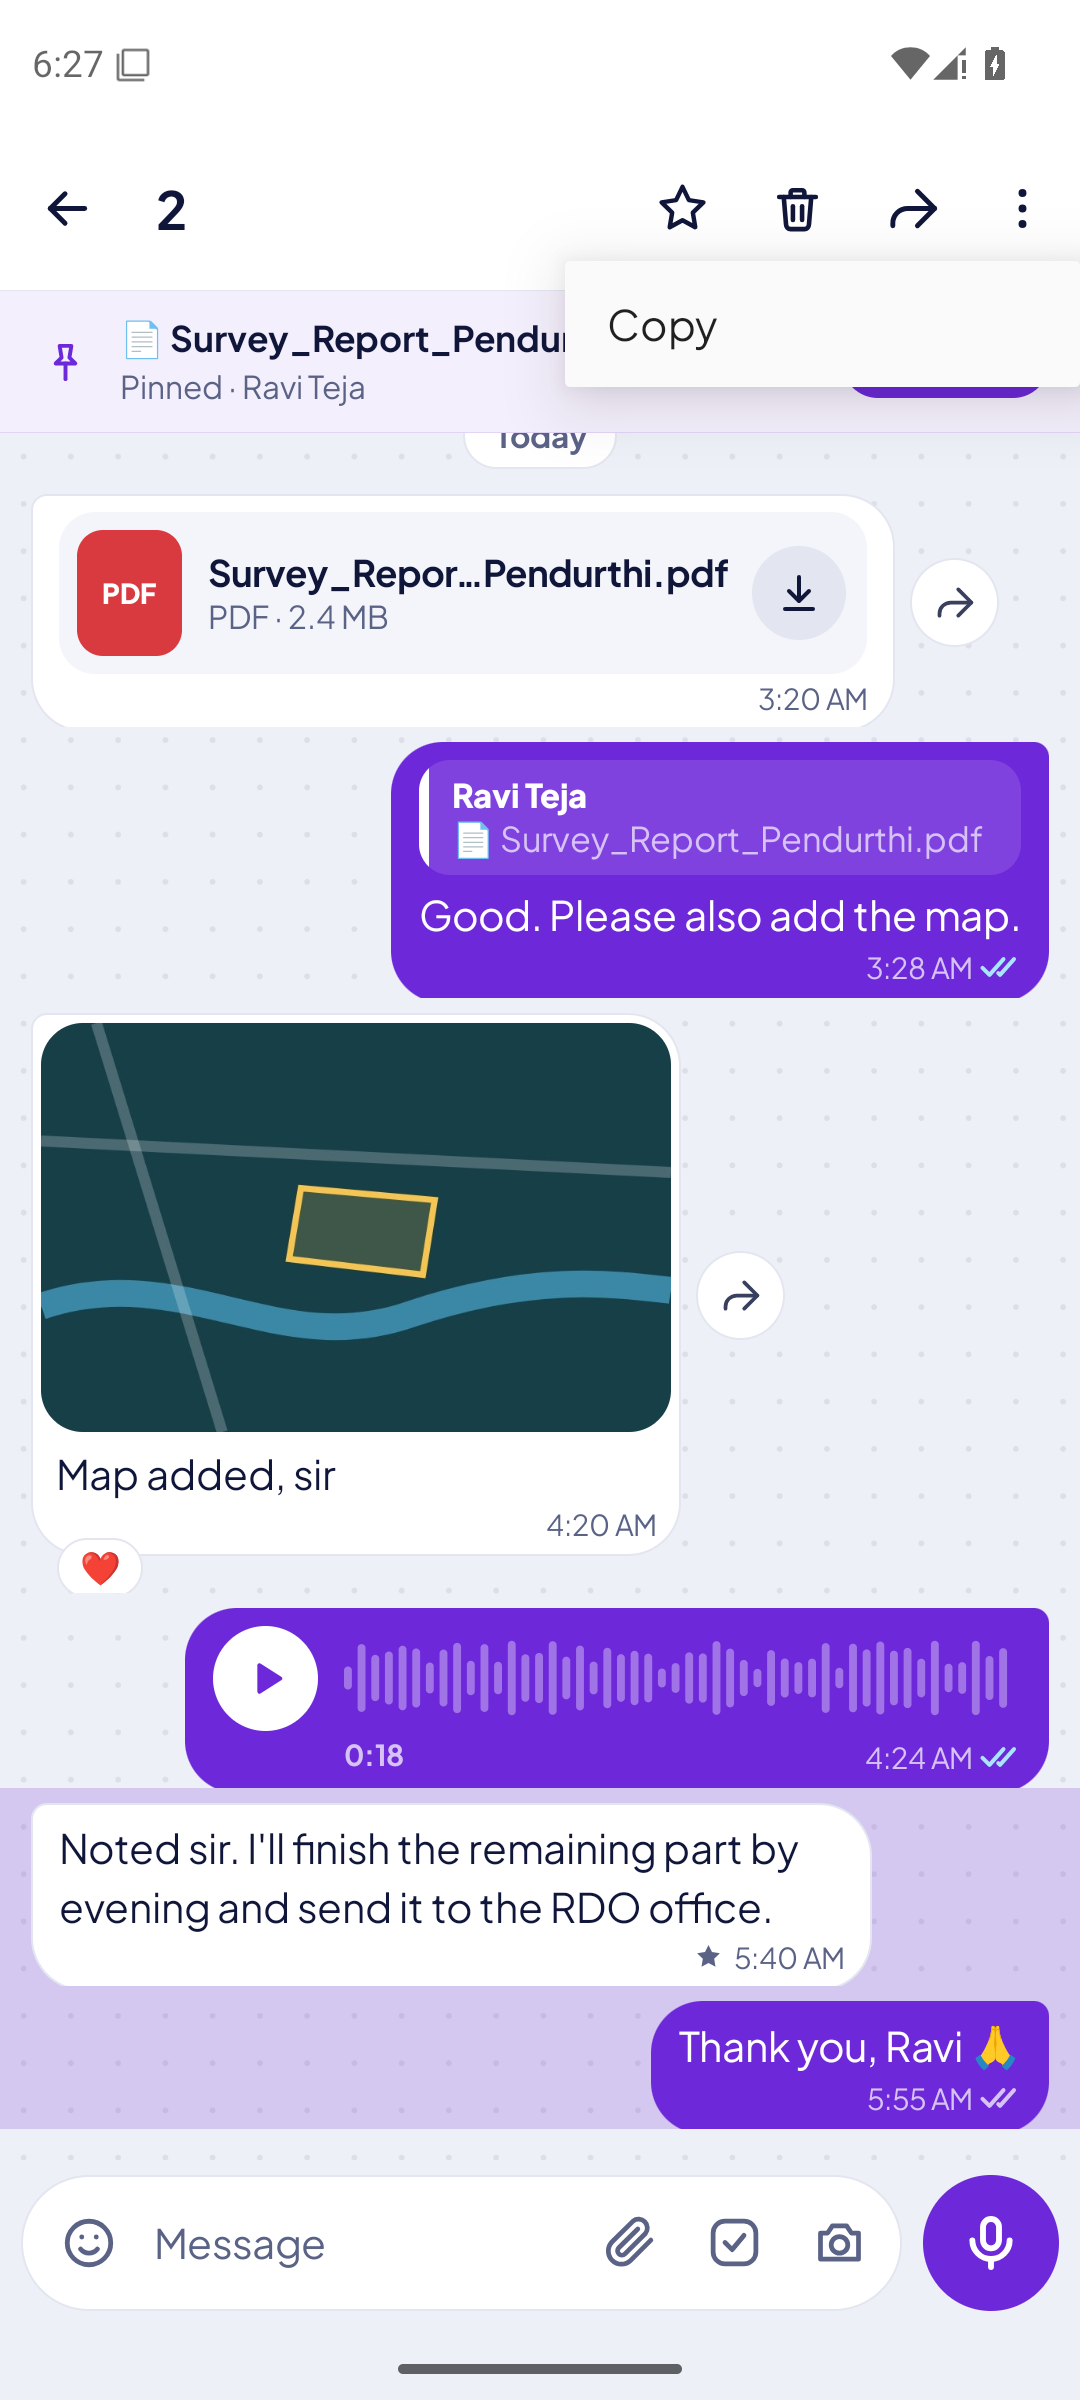 6:27
2
Copy
📄 Survey_Report_Pendur
Pinned · Ravi Teja
Today
PDF
Survey_Repor...Pendurthi.pdf
PDF · 2.4 MB
3:20 AM
Ravi Teja
📄 Survey_Report_Pendurthi.pdf
Good. Please also add the map.
3:28 AM
Map added, sir
4:20 AM
❤️
0:18
4:24 AM
Noted sir. I'll finish the remaining part by
evening and send it to the RDO office.
★ 5:40 AM
Thank you, Ravi 🙏
5:55 AM
Message